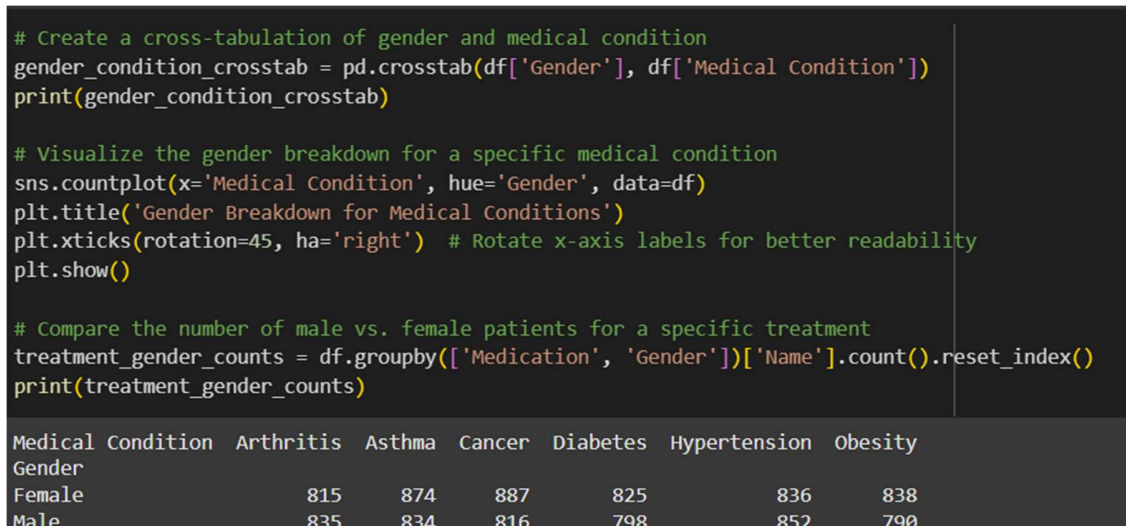 # Create a cross-tabulation of gender and medical condition
gender_condition_crosstab = pd.crosstab(df['Gender'], df['Medical Condition'])
print(gender_condition_crosstab)
# Visualize the gender breakdown for a specific medical condition
sns.countplot(x='Medical Condition', hue='Gender', data=df)
plt.title('Gender Breakdown for Medical Conditions')
plt.xticks(rotation=45, ha='right')  # Rotate x-axis labels for better readability
plt.show()
# Compare the number of male vs. female patients for a specific treatment
treatment_gender_counts = df.groupby(['Medication', 'Gender'])['Name'].count().reset_index()
print(treatment_gender_counts)
Medical Condition  Arthritis  Asthma  Cancer  Diabetes  Hypertension  Obesity
Gender
Female                   815     874     887       825           836      838
Male                     835     834     816       798           852      790